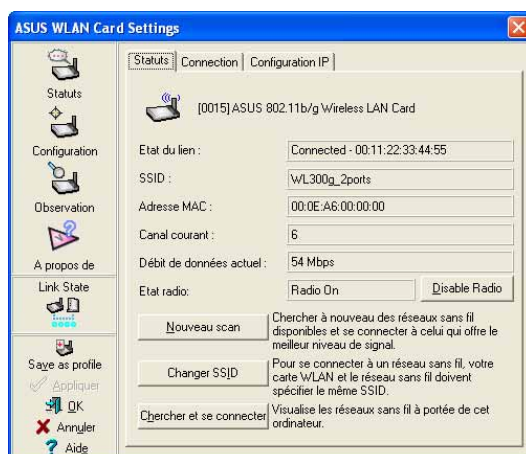 ASUS WLAN Card Settings
Statuts
Configuration
Observation
A propos de
Link State
Save as profile
Appliquer
OK
Annuler
Aide
Statuts
Connection
Configuration IP
[0015] ASUS 802.11b/g Wireless LAN Card
Etat du lien :
Connected - 00:11:22:33:44:55
SSID :
WL300g_2ports
Adresse MAC :
00:0E:A6:00:00:00
Canal courant :
6
Débit de données actuel :
54 Mbps
Etat radio:
Radio On
Disable Radio
Nouveau scan
Chercher à nouveau des réseaux sans fil
disponibles et se connecter à celui qui offre le
meilleur niveau de signal.
Changer SSID
Pour se connecter à un réseau sans fil, votre
carte WLAN et le réseau sans fil doivent
spécifier le même SSID.
Chercher et se connecter
Visualise les réseaux sans fil à portée de cet
ordinateur.